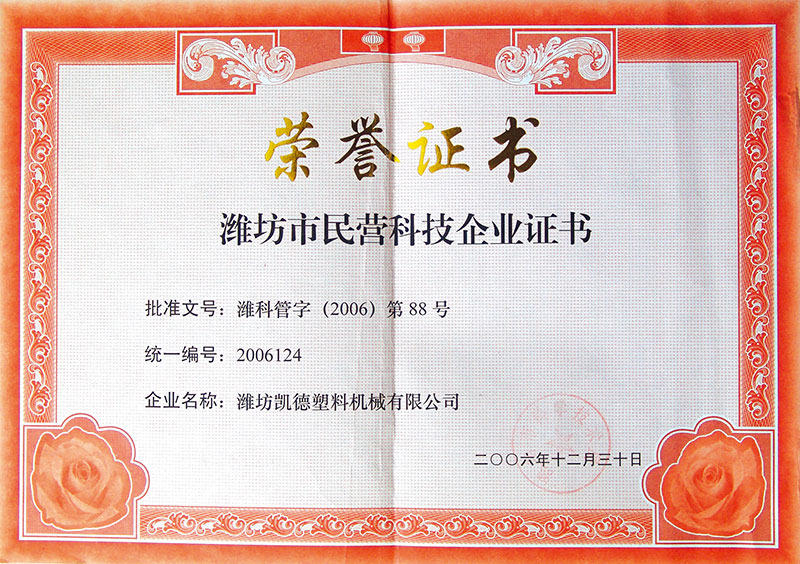 荣誉证书
潍坊市民营科技企业证书
批准文号：潍科管字（2006）第 88 号
统一编号：2006124
企业名称：潍坊凯德塑料机械有限公司
二〇〇六年十二月三十日